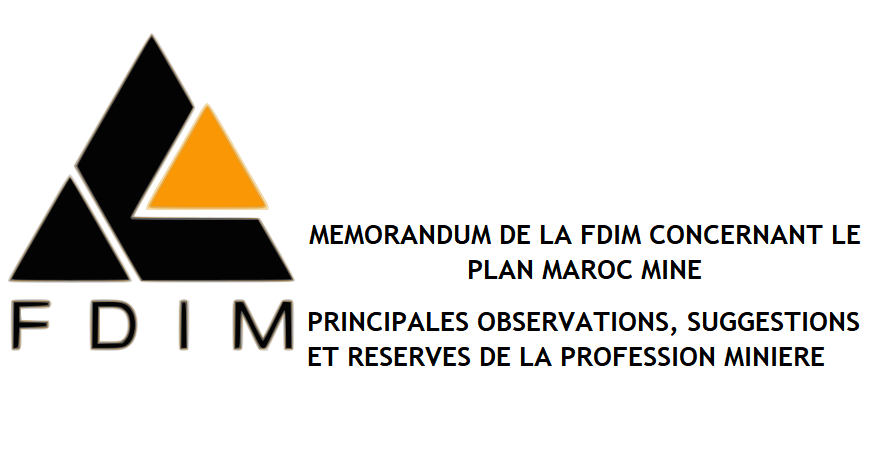 MEMORANDUM DE LA FDIM CONCERNANT LE
PLAN MAROC MINE
FDIM
PRINCIPALES OBSERVATIONS, SUGGESTIONS
ET RESERVES DE LA PROFESSION MINIERE